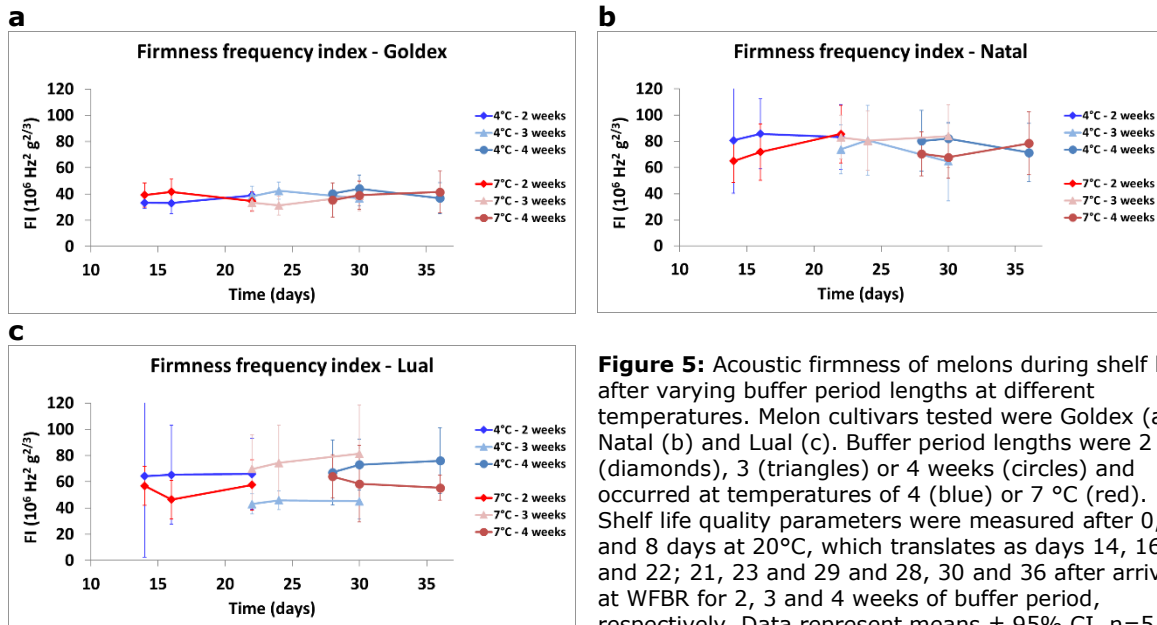 a
Firmness frequency index - Goldex
FI (10⁶ Hz² g²ᐟ³)
120
100
80
60
40
20
0
10 15 20 25 30 35
Time (days)
4°C - 2 weeks
4°C - 3 weeks
4°C - 4 weeks
7°C - 2 weeks
7°C - 3 weeks
7°C - 4 weeks
b
Firmness frequency index - Natal
FI (10⁶ Hz² g²ᐟ³)
120
100
80
60
40
20
0
10 15 20 25 30 35
Time (days)
4°C - 2 weeks
4°C - 3 weeks
4°C - 4 weeks
7°C - 2 weeks
7°C - 3 weeks
7°C - 4 weeks
c
Firmness frequency index - Lual
FI (10⁶ Hz² g²ᐟ³)
120
100
80
60
40
20
0
10 15 20 25 30 35
Time (days)
4°C - 2 weeks
4°C - 3 weeks
4°C - 4 weeks
7°C - 2 weeks
7°C - 3 weeks
7°C - 4 weeks
Figure 5: Acoustic firmness of melons during shelf
after varying buffer period lengths at different
temperatures. Melon cultivars tested were Goldex
Natal (b) and Lual (c). Buffer period lengths were 2
(diamonds), 3 (triangles) or 4 weeks (circles) and
occurred at temperatures of 4 (blue) or 7 °C (red).
Shelf life quality parameters were measured after 0,
and 8 days at 20°C, which translates as days 14, 16
and 22; 21, 23 and 29 and 28, 30 and 36 after
at WFBR for 2, 3 and 4 weeks of buffer period,
respectively. Data represent means ± 95% CI, n=5